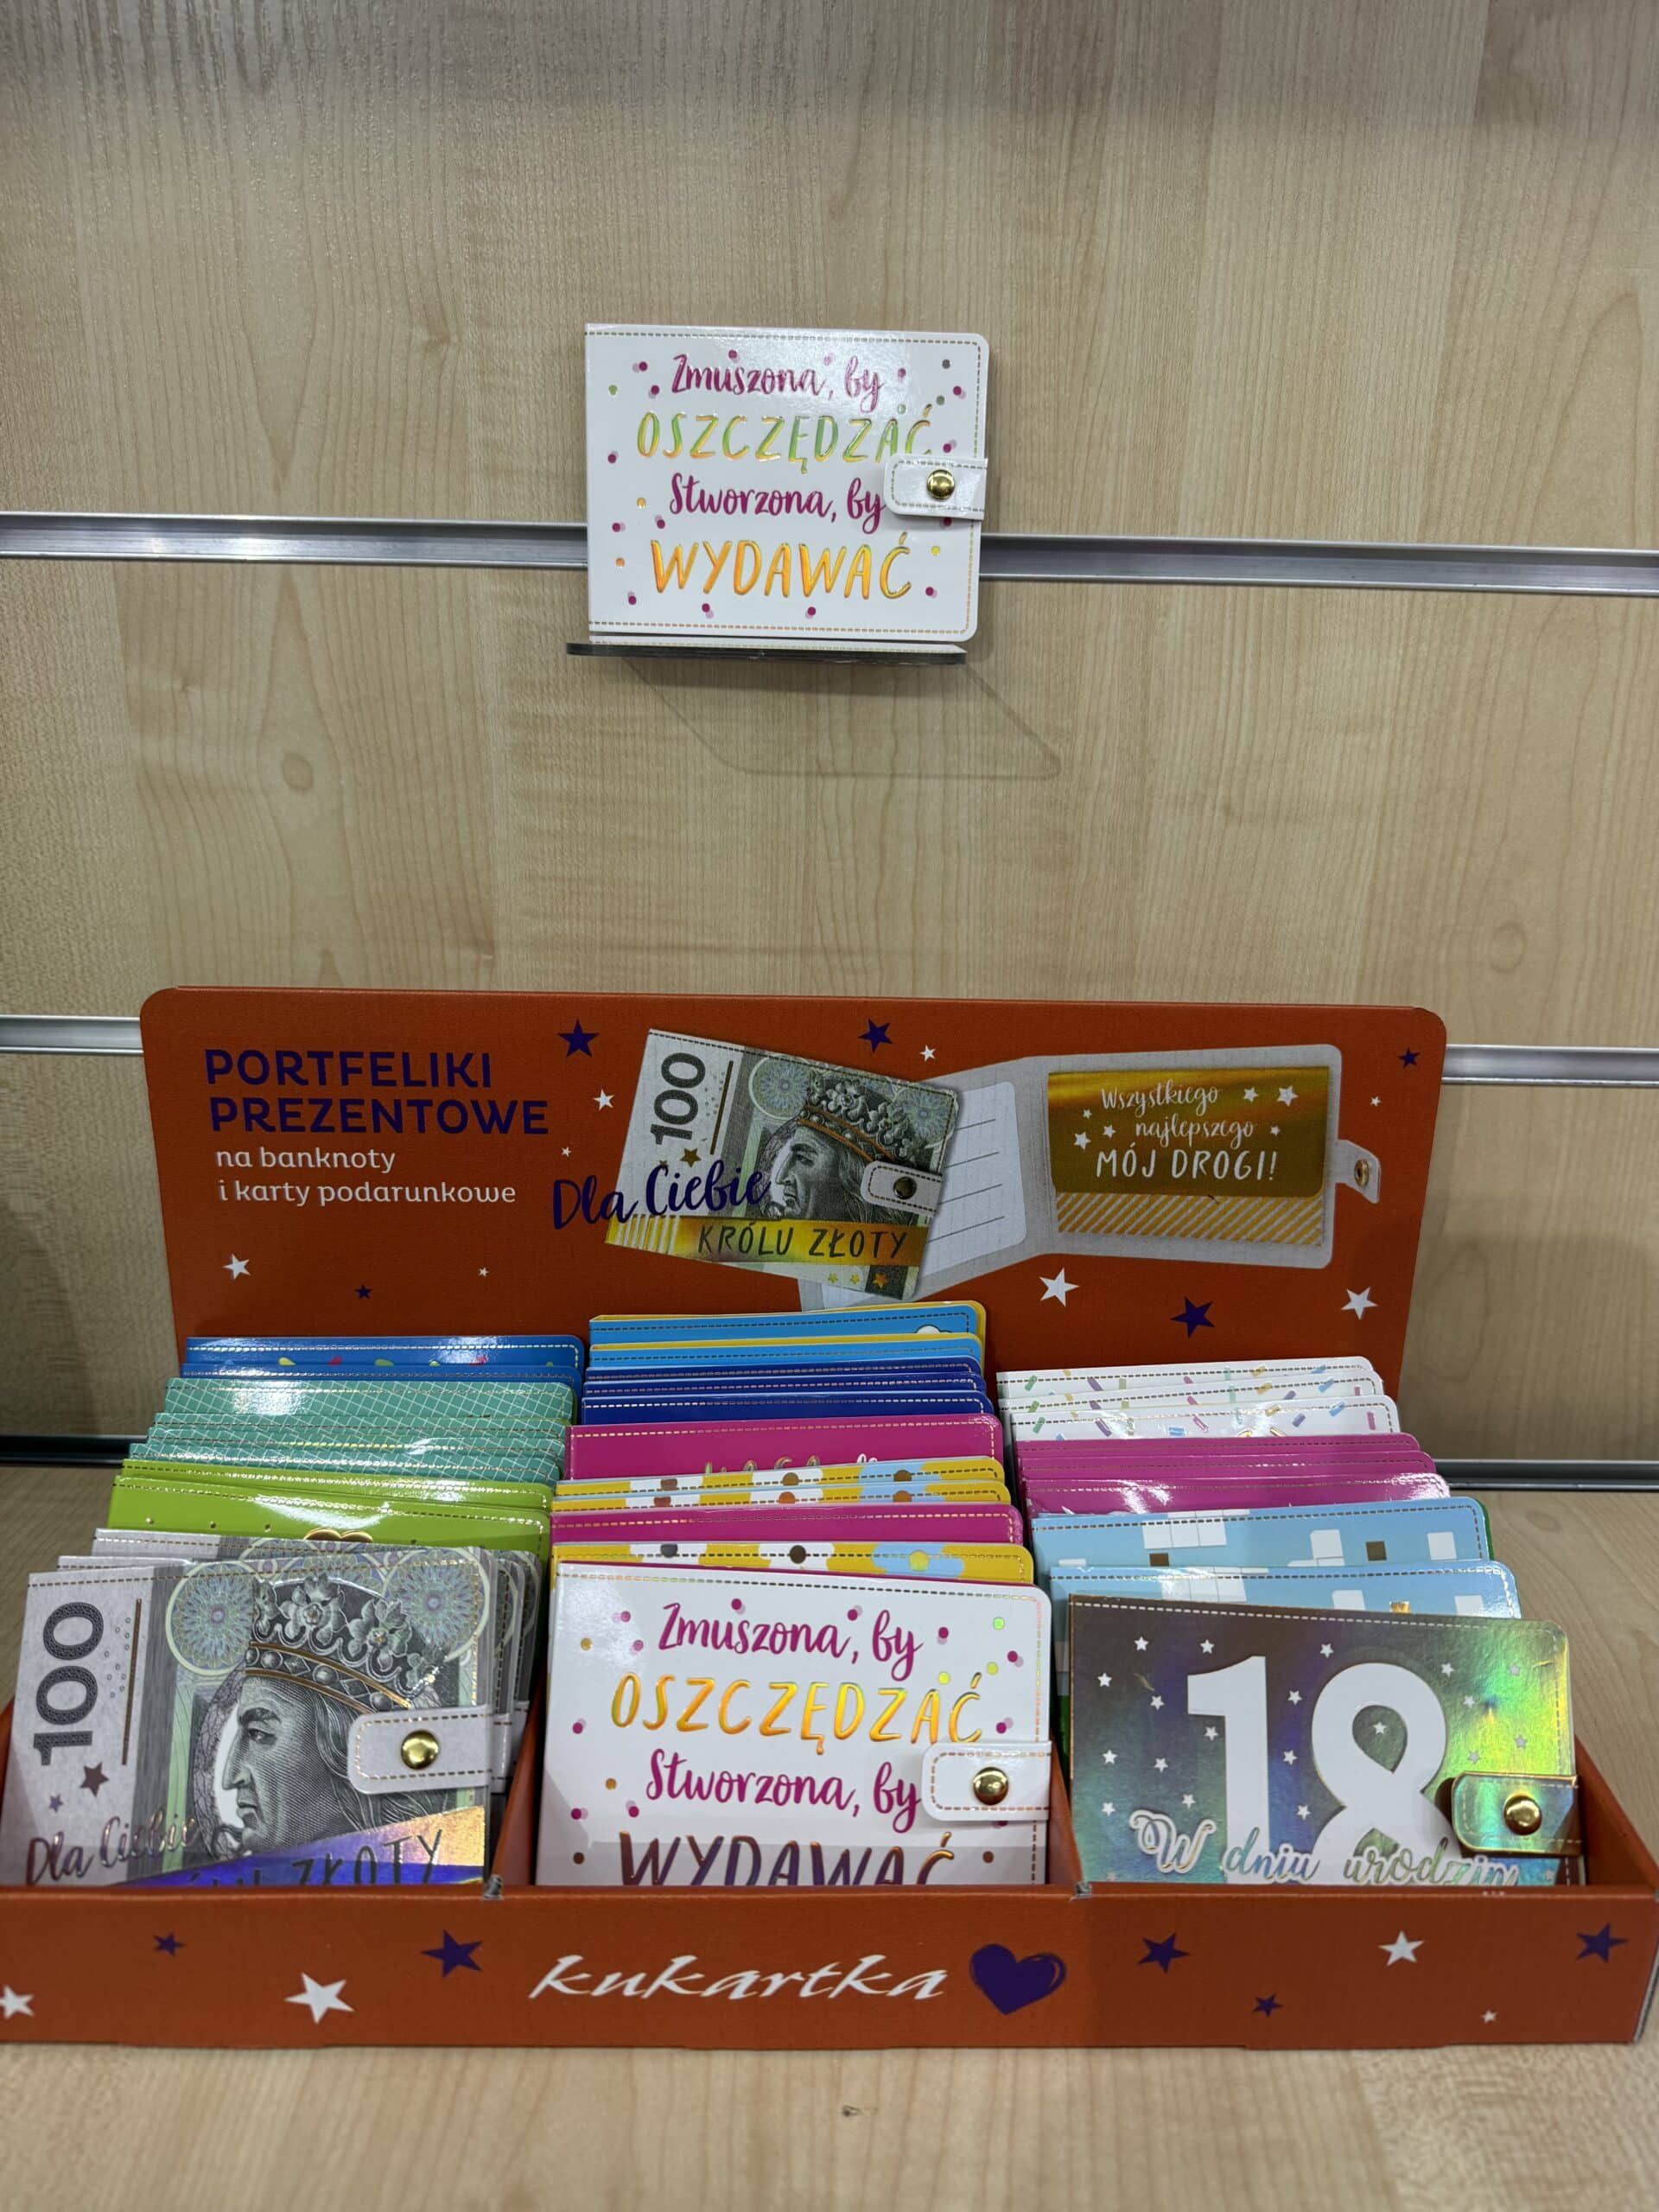 Zmuszona, by
OSZCZĘDZAĆ
Stworzona, by
WYDAWAĆ
PORTFELIKI
PREZENTOWE
na banknoty
i karty podarunkowe
100
Dla Ciebie
KRÓLU ZŁOTY
Wszystkiego
najlepszego
MÓJ DROGI!
100
Dla Ciebie
ZŁOTY
Zmuszona, by
OSZCZĘDZAĆ
Stworzona, by
WYDAWAĆ
18
W dniu urodzin
kukartka